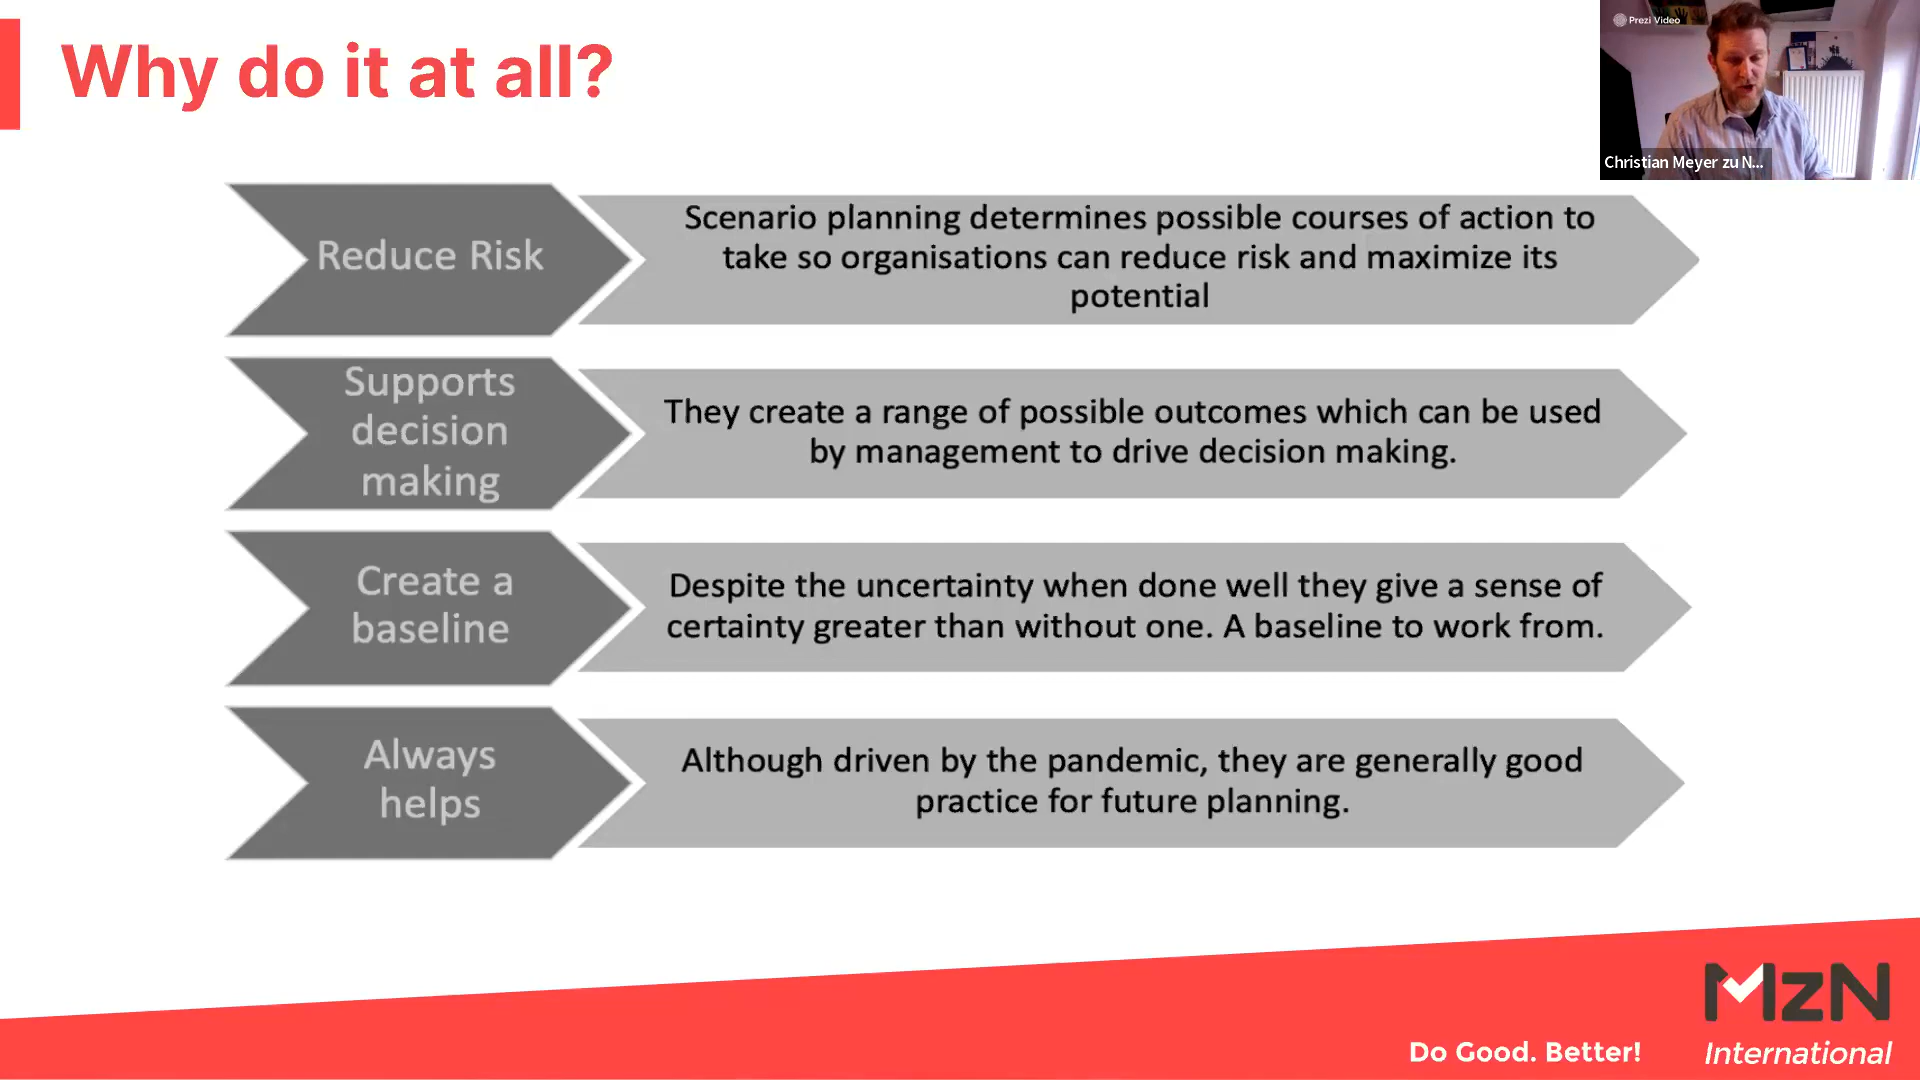 Why do it at all?
Prezi Video
Christian Meyer zu N...
Reduce Risk
Scenario planning determines possible courses of action to
take so organisations can reduce risk and maximize its
potential
Supports
decision
making
They create a range of possible outcomes which can be used
by management to drive decision making.
Create a
baseline
Despite the uncertainty when done well they give a sense of
certainty greater than without one. A baseline to work from.
Always
helps
Although driven by the pandemic, they are generally good
practice for future planning.
Do Good. Better!
MzN
International